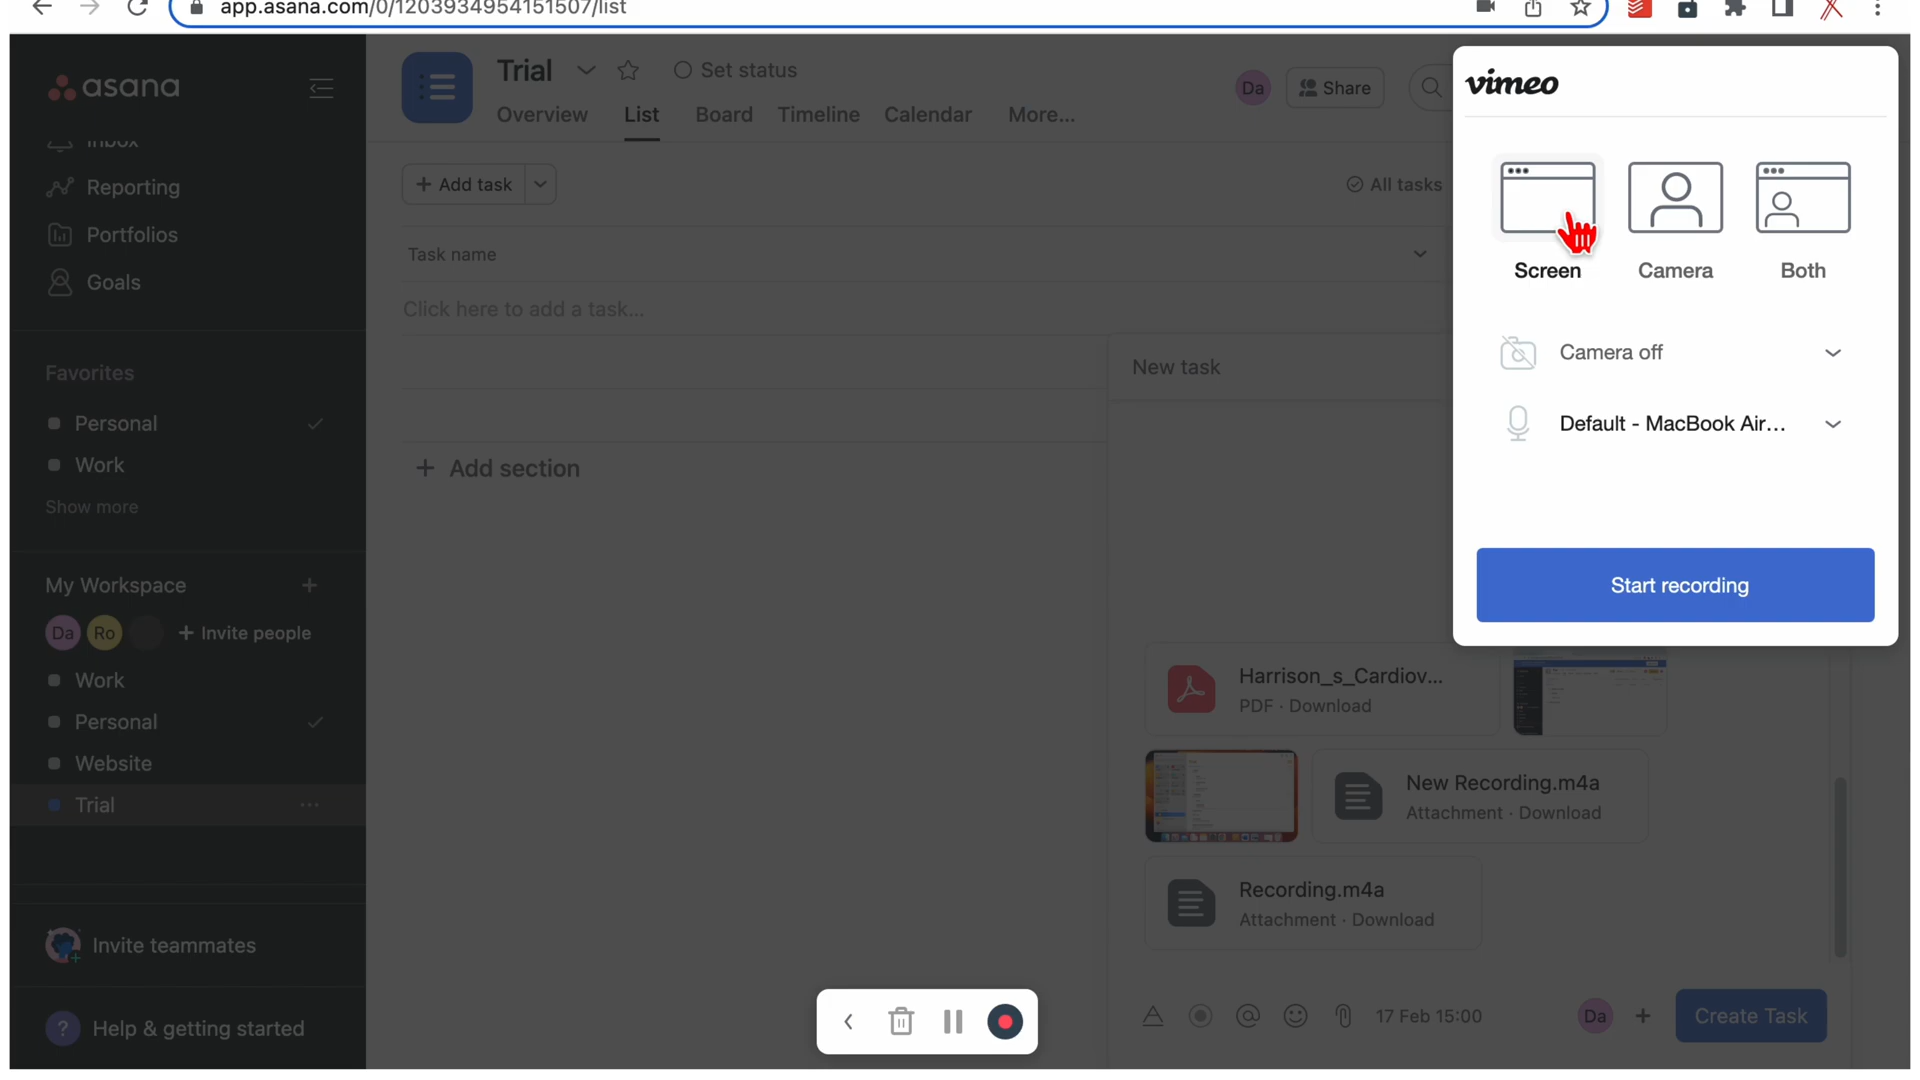 app.asana.com/0/1203934954151507/list
asana
Inbox
Reporting
Portfolios
Goals
Favorites
Personal
Work
Show more
My Workspace
Da
Ro
+ Invite people
Work
Personal
Website
Trial
Invite teammates
? Help & getting started
Trial
Set status
Overview
List
Board
Timeline
Calendar
More...
Da
Share
+ Add task
All tasks
Task name
Click here to add a task...
+ Add section
New task
Harrison_s_Cardiov...
PDF · Download
New Recording.m4a
Attachment · Download
Recording.m4a
Attachment · Download
17 Feb 15:00
Da
Create Task
vimeo
Screen
Camera
Both
Camera off
Default - MacBook Air...
Start recording